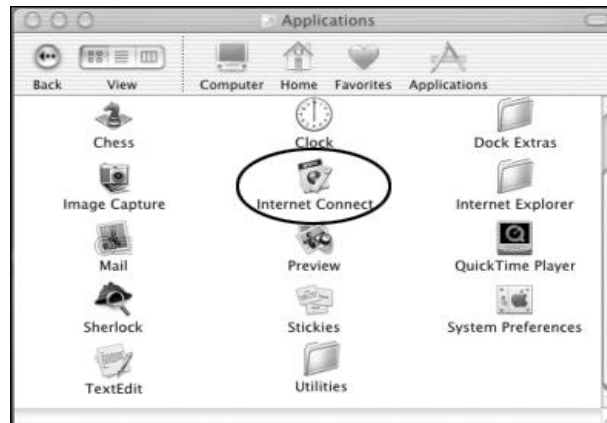 Applications
Back View Computer Home Favorites Applications
Chess Clock Dock Extras
Image Capture Internet Connect Internet Explorer
Mail Preview QuickTime Player
Sherlock Stickies System Preferences
TextEdit Utilities